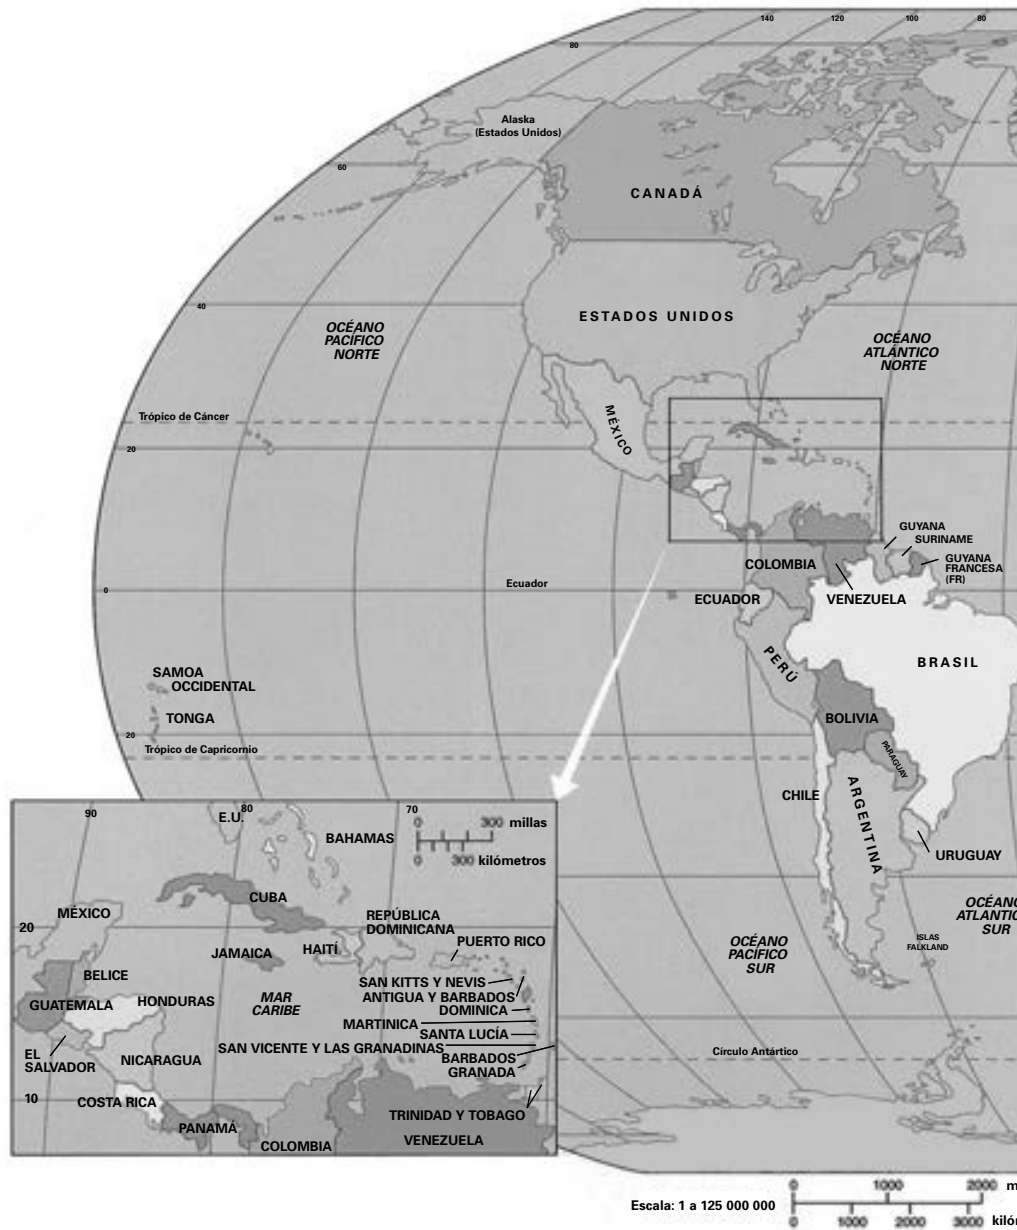 140
120
100
80
80
Alaska
(Estados Unidos)
60
CANADÁ
40
ESTADOS UNIDOS
OCÉANO
PACÍFICO
NORTE
OCÉANO
ATLÁNTICO
NORTE
Trópico de Cáncer
MÉXICO
20
GUYANA
SURINAME
GUYANA
FRANCESA
(FR)
COLOMBIA
VENEZUELA
Ecuador
0
ECUADOR
PERÚ
BRASIL
SAMOA
OCCIDENTAL
TONGA
BOLIVIA
20
Trópico de Capricornio
PARAGUAY
CHILE
ARGENTINA
URUGUAY
OCÉANO
ATLÁNTICO
SUR
OCÉANO
PACÍFICO
SUR
ISLAS
FALKLAND
Círculo Antártico
90
80
70
E.U.
0 300 millas
0 300 kilómetros
BAHAMAS
CUBA
MÉXICO
20
REPÚBLICA
DOMINICANA
HAITÍ
PUERTO RICO
JAMAICA
BELICE
SAN KITTS Y NEVIS
ANTIGUA Y BARBADOS
DOMINICA
GUATEMALA
HONDURAS
MAR
CARIBE
MARTINICA
SANTA LUCÍA
SAN VICENTE Y LAS GRANADINAS
BARBADOS
GRANADA
EL
SALVADOR
NICARAGUA
10
COSTA RICA
TRINIDAD Y TOBAGO
PANAMÁ
COLOMBIA
VENEZUELA
Escala: 1 a 125 000 000
0 1000 2000 m
0 1000 2000 3000 kiló